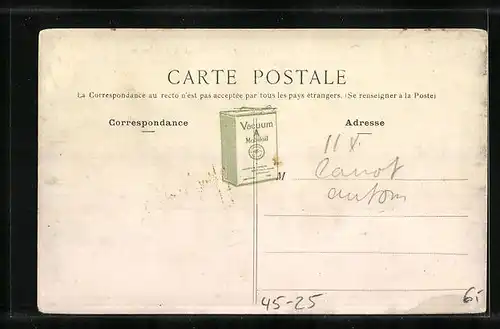 CARTE POSTALE
La Correspondance au recto n'est pas acceptée par tous les pays étrangers. (Se renseigner à la Poste)
Correspondance
Adresse
Vacuum
A
Mobiloil
Canot
autom
45-25
6.-